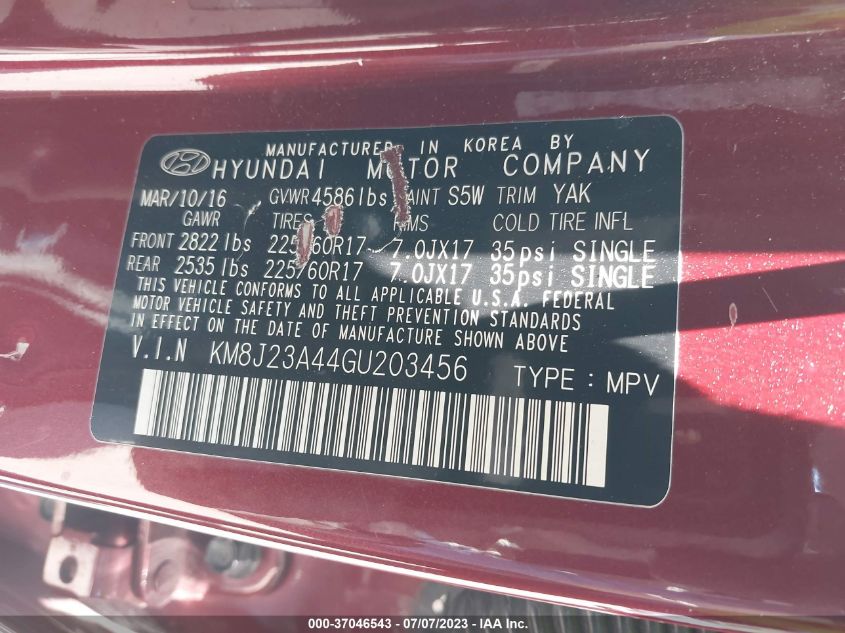 MANUFACTURED IN KOREA BY
HYUNDAI MOTOR COMPANY
MAR/10/16 GVWR 4586lbs PAINT S5W TRIM YAK
GAWR TIRES RIMS COLD TIRE INFL
FRONT 2822 lbs 225/60R17 7.0JX17 35psi SINGLE
REAR 2535 lbs 225/60R17 7.0JX17 35psi SINGLE
THIS VEHICLE CONFORMS TO ALL APPLICABLE U.S.A. FEDERAL
MOTOR VEHICLE SAFETY AND THEFT PREVENTION STANDARDS
IN EFFECT ON THE DATE OF MANUFACTURE SHOWN ABOVE
V.I.N KM8J23A44GU203456 TYPE : MPV
000-37046543 - 07/07/2023 - IAA Inc.